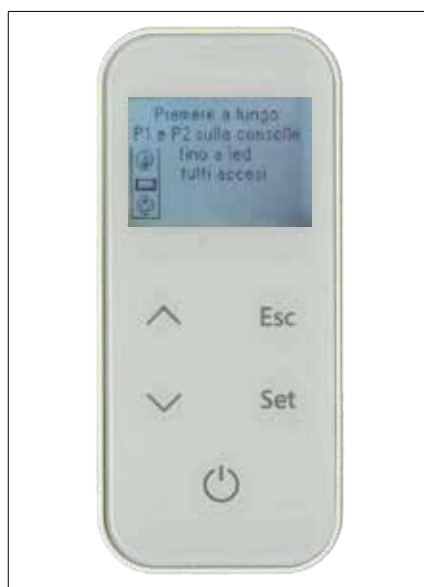 Premere a lungo
P1 e P2 sulla consolle
fino a led
tutti accesi
Esc
Set